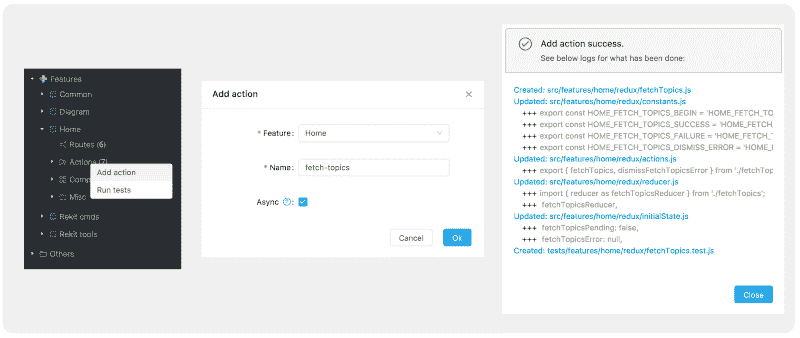 Features
Common
Diagram
Home
Routes (6)
Actions (7)
Add action
Run tests
Misc
Rekit cmds
Rekit tools
Others
Add action
* Feature: Home
* Name: fetch-topics
Async ?:
Cancel Ok
Add action success.
See below logs for what has been done:
Created: src/features/home/redux/fetchTopics.js
Updated: src/features/home/redux/constants.js
+++ export const HOME_FETCH_TOPICS_BEGIN = 'HOME_FETCH_TO
+++ export const HOME_FETCH_TOPICS_SUCCESS = 'HOME_FETCH_
+++ export const HOME_FETCH_TOPICS_FAILURE = 'HOME_FETCH_T
+++ export const HOME_FETCH_TOPICS_DISMISS_ERROR = 'HOME_F
Updated: src/features/home/redux/actions.js
+++ export { fetchTopics, dismissFetchTopicsError } from './fetchTop
Updated: src/features/home/redux/reducer.js
+++ import { reducer as fetchTopicsReducer } from './fetchTopics';
+++ fetchTopicsReducer,
Updated: src/features/home/redux/initialState.js
+++ fetchTopicsPending: false,
+++ fetchTopicsError: null,
Created: tests/features/home/redux/fetchTopics.test.js
Close